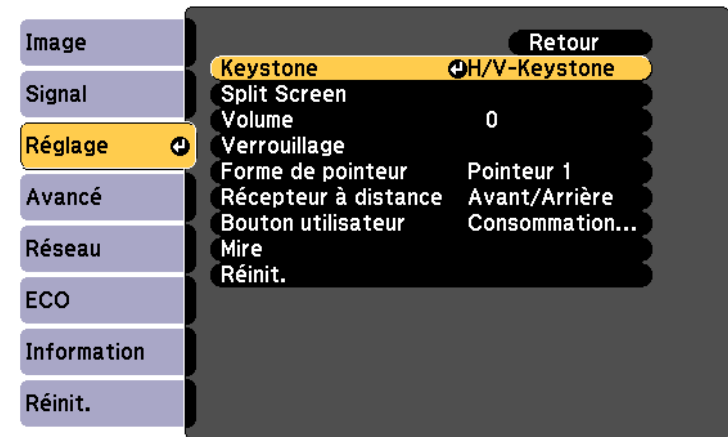 Image
Signal
Réglage
Avancé
Réseau
ECO
Information
Réinit.
Retour
Keystone H/V-Keystone
Split Screen
Volume 0
Verrouillage
Forme de pointeur Pointeur 1
Récepteur à distance Avant/Arrière
Bouton utilisateur Consommation...
Mire
Réinit.